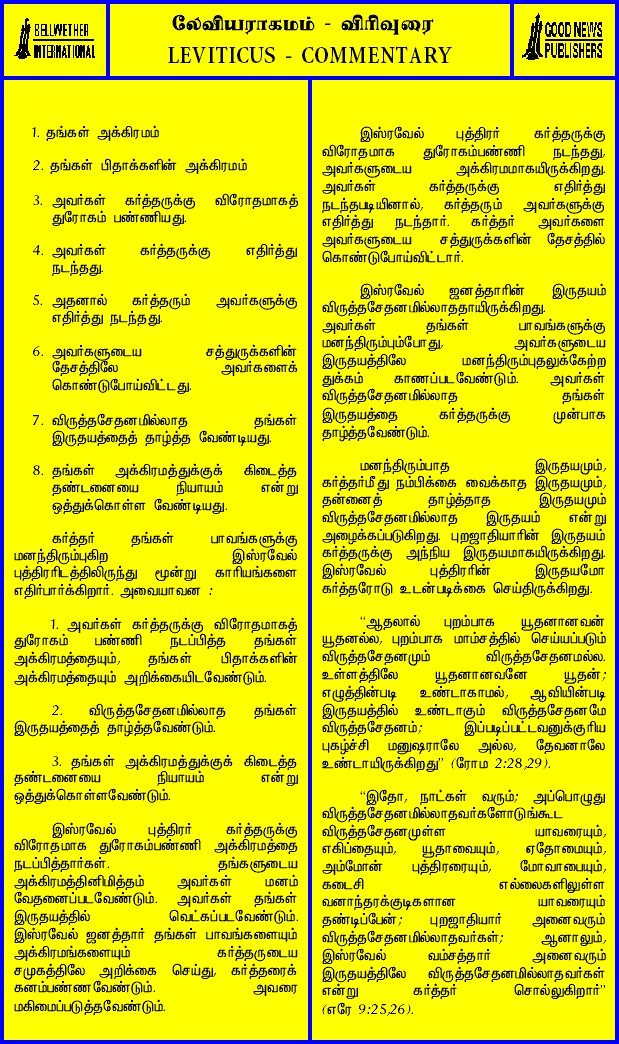 BELLWETHER
INTERNATIONAL
லேவியராகமம் - விரிவுரை
LEVITICUS - COMMENTARY
GOOD NEWS
PUBLISHERS
1. தங்கள் அக்கிரமம்
2. தங்கள் பிதாக்களின் அக்கிரமம்
3. அவர்கள் கர்த்தருக்கு விரோதமாகத்
துரோகம் பண்ணியது.
4. அவர்கள் கர்த்தருக்கு எதிர்த்து
நடந்தது.
5. அதனால் கர்த்தரும் அவர்களுக்கு
எதிர்த்து நடந்தது.
6. அவர்களுடைய சத்துருக்களின்
தேசத்திலே அவர்களைக்
கொண்டுபோய்விட்டது.
7. விருத்தசேதனமில்லாத தங்கள்
இருதயத்தைத் தாழ்த்த வேண்டியது.
8. தங்கள் அக்கிரமத்துக்குக் கிடைத்த
தண்டனையை நியாயம் என்று
ஒத்துக்கொள்ள வேண்டியது.
கர்த்தர் தங்கள் பாவங்களுக்கு
மனந்திரும்புகிற இஸ்ரவேல்
புத்திரரிடத்திலிருந்து மூன்று காரியங்களை
எதிர்பார்க்கிறார். அவையாவன :
1. அவர்கள் கர்த்தருக்கு விரோதமாகத்
துரோகம் பண்ணி நடப்பித்த தங்கள்
அக்கிரமத்தையும், தங்கள் பிதாக்களின்
அக்கிரமத்தையும் அறிக்கையிடவேண்டும்.
2. விருத்தசேதனமில்லாத தங்கள்
இருதயத்தைத் தாழ்த்தவேண்டும்.
3. தங்கள் அக்கிரமத்துக்குக் கிடைத்த
தண்டனையை நியாயம் என்று
ஒத்துக்கொள்ளவேண்டும்.
இஸ்ரவேல் புத்திரர் கர்த்தருக்கு
விரோதமாக துரோகம்பண்ணி அக்கிரமத்தை
நடப்பித்தார்கள். தங்களுடைய
அக்கிரமத்தினிமித்தம் அவர்கள் மனம்
வேதனைப்படவேண்டும். அவர்கள் தங்கள்
இருதயத்தில் வெட்கப்படவேண்டும்.
இஸ்ரவேல் ஜனத்தார் தங்கள் பாவங்களையும்
அக்கிரமங்களையும் கர்த்தருடைய
சமுகத்திலே அறிக்கை செய்து, கர்த்தரைக்
கனம்பண்ணவேண்டும். அவரை
மகிமைப்படுத்தவேண்டும்.
இஸ்ரவேல் புத்திரர் கர்த்தருக்கு
விரோதமாக துரோகம்பண்ணி நடந்தது,
அவர்களுடைய அக்கிரமமாகயிருக்கிறது.
அவர்கள் கர்த்தருக்கு எதிர்த்து
நடந்தபடியினால், கர்த்தரும் அவர்களுக்கு
எதிர்த்து நடந்தார். கர்த்தர் அவர்களை
அவர்களுடைய சத்துருக்களின் தேசத்தில்
கொண்டுபோய்விட்டார்.
இஸ்ரவேல் ஜனத்தாரின் இருதயம்
விருத்தசேதனமில்லாததாயிருக்கிறது.
அவர்கள் தங்கள் பாவங்களுக்கு
மனந்திரும்பும்போது, அவர்களுடைய
இருதயத்திலே மனந்திரும்புதலுக்கேற்ற
துக்கம் காணப்படவேண்டும். அவர்கள்
விருத்தசேதனமில்லாத தங்கள்
இருதயத்தை கர்த்தருக்கு முன்பாக
தாழ்த்தவேண்டும்.
மனந்திரும்பாத இருதயமும்,
கர்த்தர்மீது நம்பிக்கை வைக்காத இருதயமும்,
தன்னைத் தாழ்த்தாத இருதயமும்
விருத்தசேதனமில்லாத இருதயம் என்று
அழைக்கப்படுகிறது. புறஜாதியாரின் இருதயம்
கர்த்தருக்கு அந்நிய இருதயமாகயிருக்கிறது.
இஸ்ரவேல் புத்திரரின் இருதயமோ
கர்த்தரோடு உடன்படிக்கை செய்திருக்கிறது.
“ஆதலால் புறம்பாக யூதனானவன்
யூதனல்ல, புறம்பாக மாம்சத்தில் செய்யப்படும்
விருத்தசேதனமும் விருத்தசேதனமல்ல.
உள்ளத்திலே யூதனானவனே யூதன்;
எழுத்தின்படி உண்டாகாமல், ஆவியின்படி
இருதயத்தில் உண்டாகும் விருத்தசேதனமே
விருத்தசேதனம்; இப்படிப்பட்டவனுக்குரிய
புகழ்ச்சி மனுஷராலே அல்ல, தேவனாலே
உண்டாயிருக்கிறது” (ரோம 2:28,29).
“இதோ, நாட்கள் வரும்; அப்பொழுது
விருத்தசேதனமில்லாதவர்களோடுங்கூட
விருத்தசேதனமுள்ள யாவரையும்,
எகிப்தையும், யூதாவையும், ஏதோமையும்,
அம்மோன் புத்திரரையும், மோவாபையும்,
கடைசி எல்லைகளிலுள்ள
வனாந்தரக்குடிகளான யாவரையும்
தண்டிப்பேன்; புறஜாதியார் அனைவரும்
விருத்தசேதனமில்லாதவர்கள்; ஆனாலும்,
இஸ்ரவேல் வம்சத்தார் அனைவரும்
இருதயத்திலே விருத்தசேதனமில்லாதவர்கள்
என்று கர்த்தர் சொல்லுகிறார்”
(எரே 9:25,26).